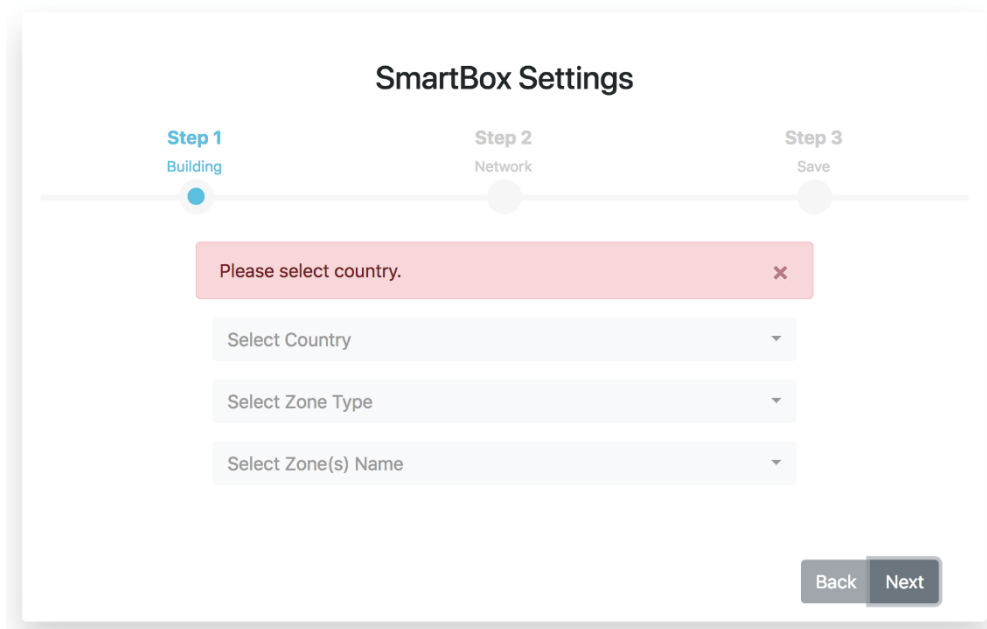 SmartBox Settings
Step 1
Building
Step 2
Network
Step 3
Save
Please select country.
Select Country
Select Zone Type
Select Zone(s) Name
Back
Next